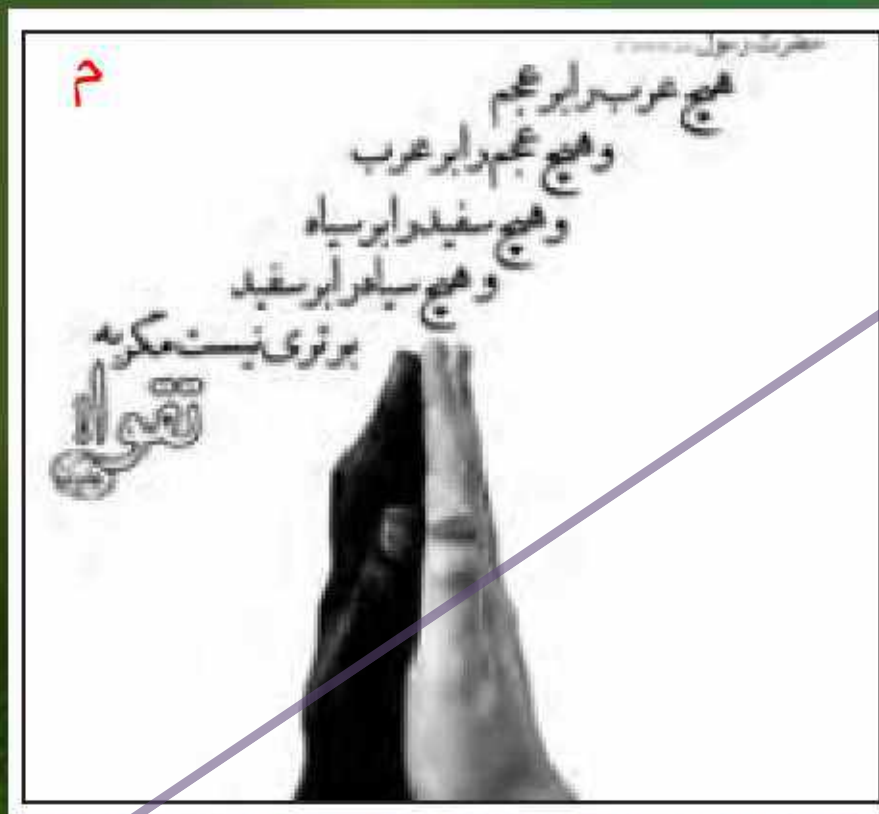 حضرت رسول
م
هیچ عرب را بر عجم
و هیچ عجم را بر عرب
و هیچ سفید را بر سیاه
و هیچ سیاه را بر سفید
برتری نیست مگر به
تقوا